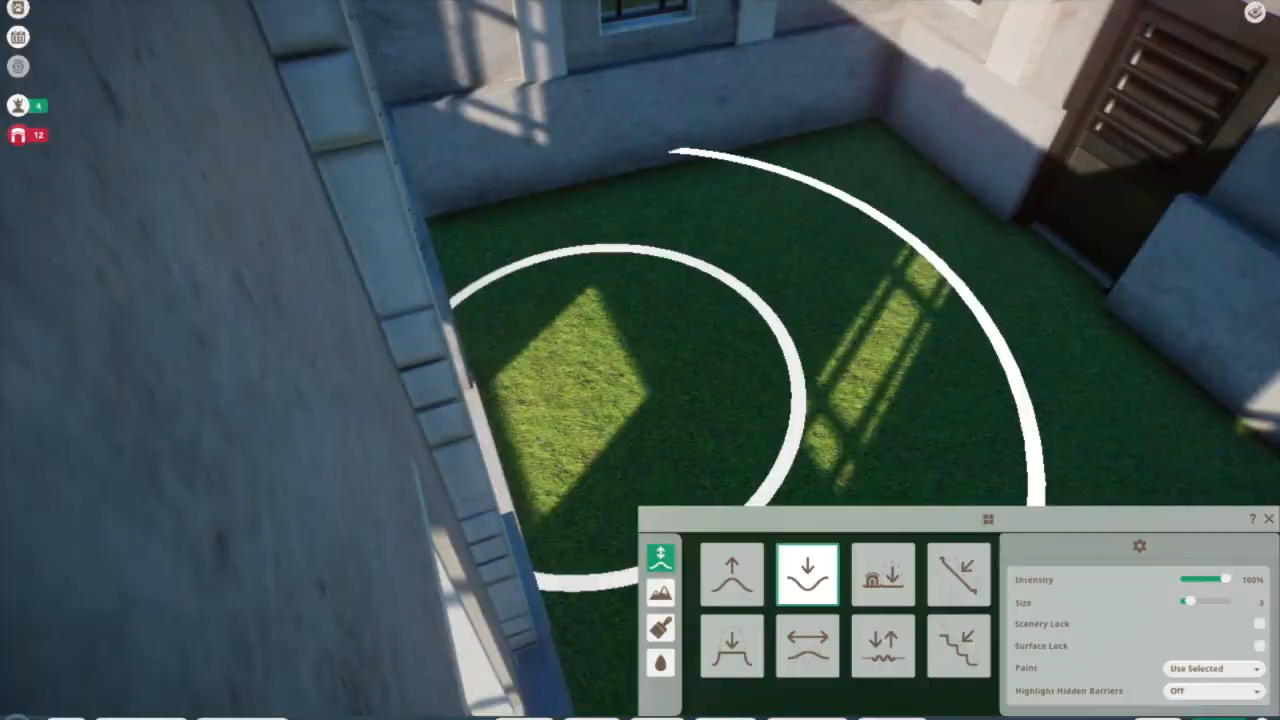 4
12
? ×
Intensity 100%
Size 3
Scenery Lock
Surface Lock
Paint Use Selected
Highlight Hidden Barriers Off